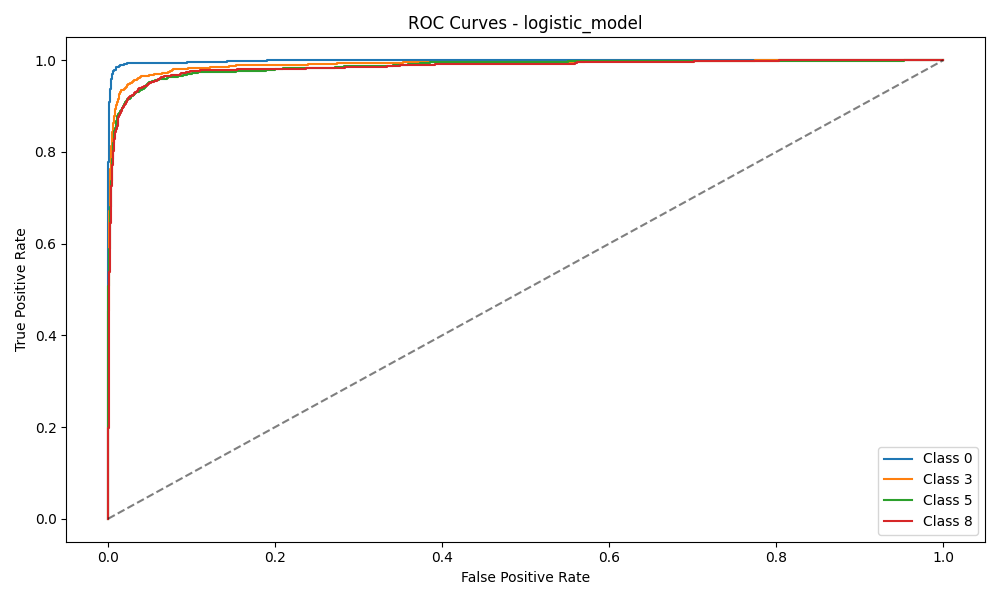 ROC Curves - logistic_model
1.0
0.8
0.6
0.4
0.2
0.0
True Positive Rate
0.0 0.2 0.4 0.6 0.8 1.0
False Positive Rate
Class 0
Class 3
Class 5
Class 8